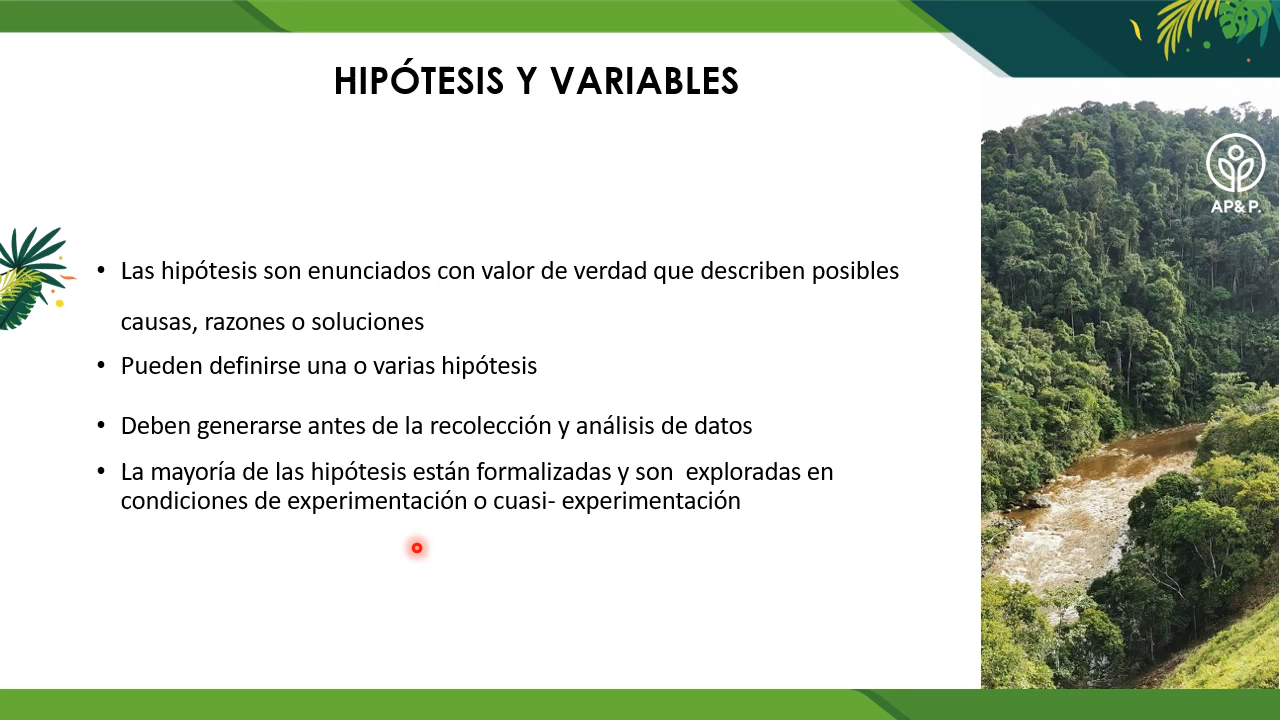 HIPÓTESIS Y VARIABLES
AP&P.
• Las hipótesis son enunciados con valor de verdad que describen posibles
causas, razones o soluciones
• Pueden definirse una o varias hipótesis
• Deben generarse antes de la recolección y análisis de datos
• La mayoría de las hipótesis están formalizadas y son  exploradas en
condiciones de experimentación o cuasi- experimentación